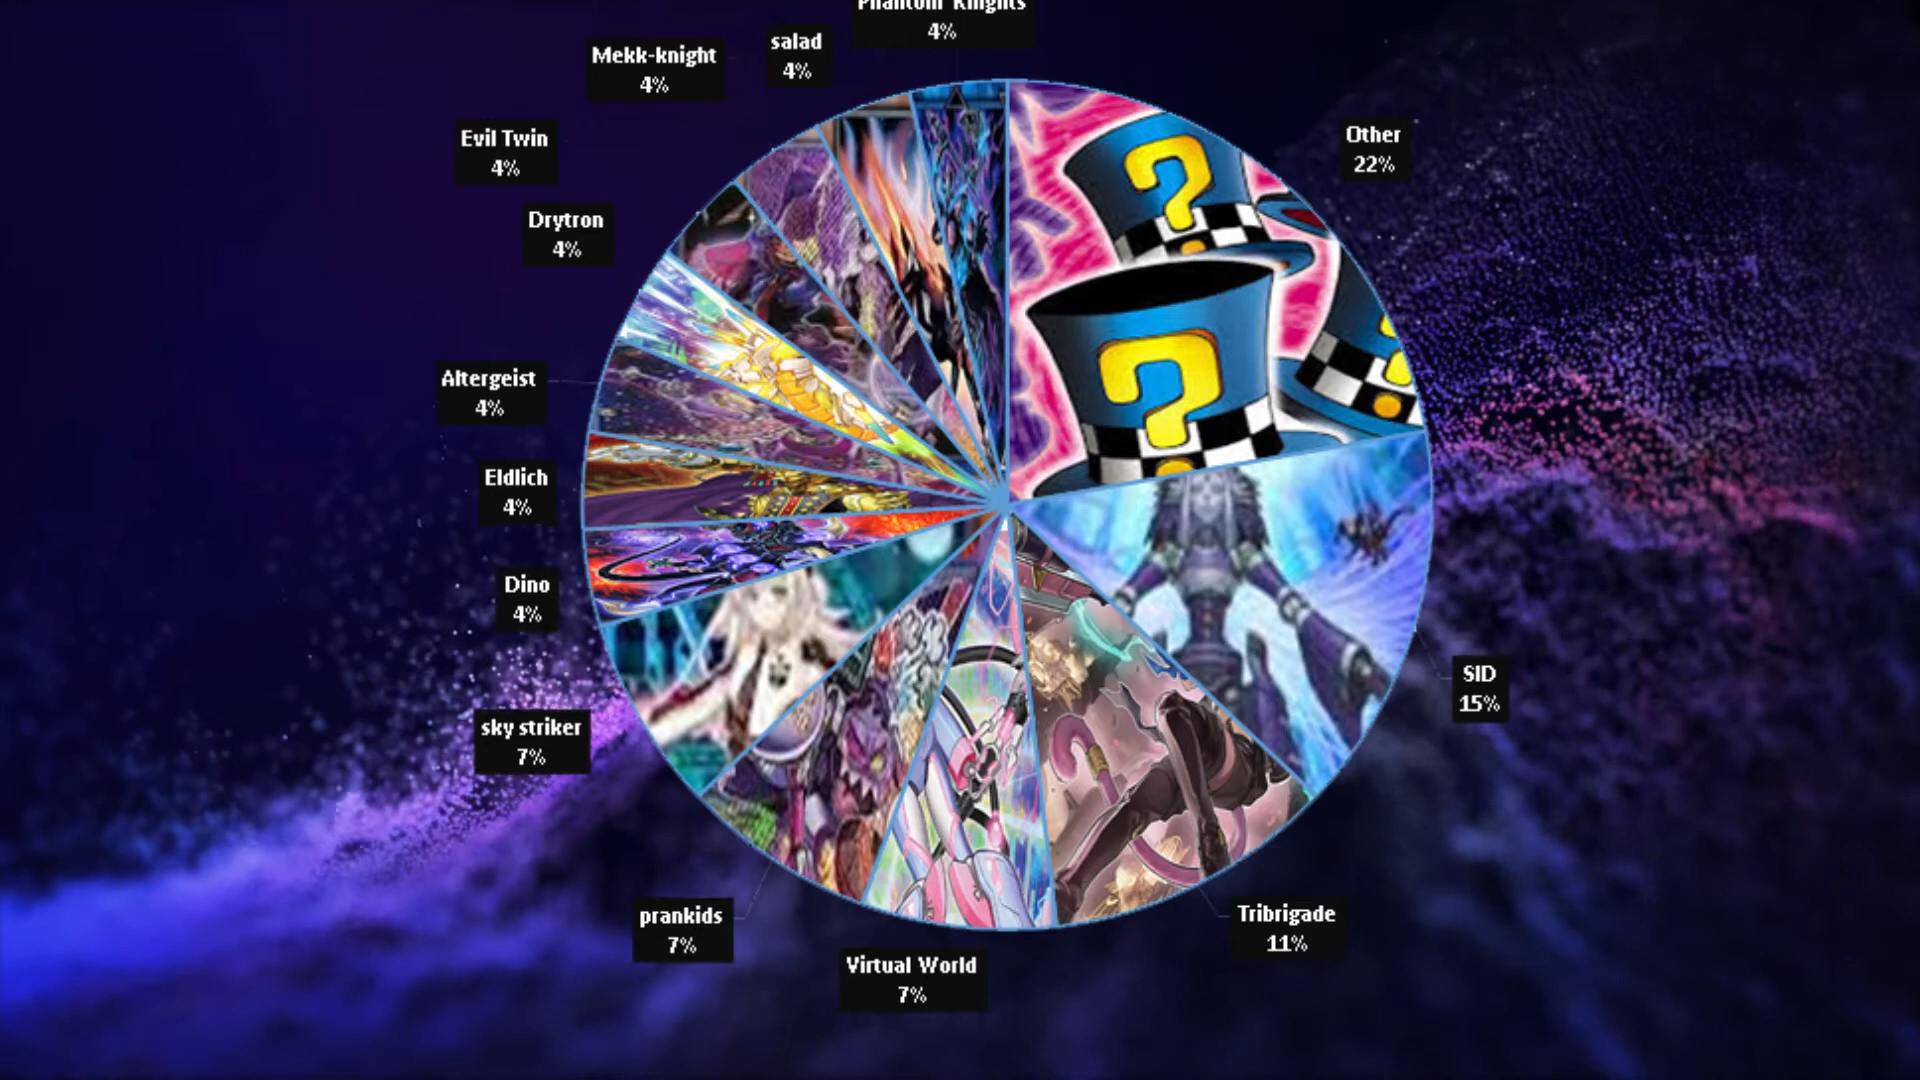 Phantom Knights
4%
salad
4%
Mekk-knight
4%
Other
22%
Evil Twin
4%
Drytron
4%
Altergeist
4%
Eldlich
4%
Dino
4%
SID
15%
sky striker
7%
prankids
7%
Tribrigade
11%
Virtual World
7%